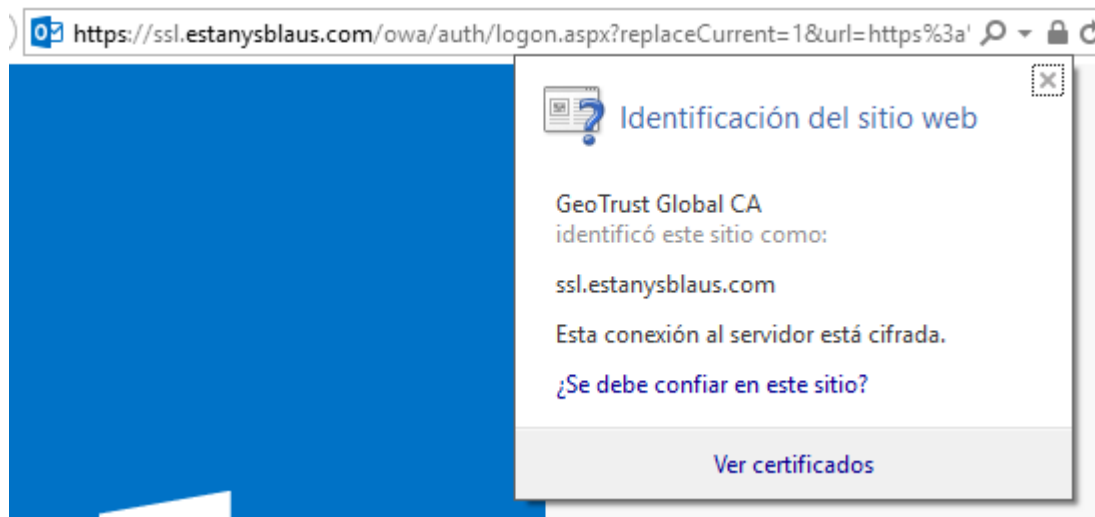 https://ssl.estanysblaus.com/owa/auth/logon.aspx?replaceCurrent=1&url=https%3a'
Identificación del sitio web
GeoTrust Global CA
identificó este sitio como:
ssl.estanysblaus.com
Esta conexión al servidor está cifrada.
¿Se debe confiar en este sitio?
Ver certificados